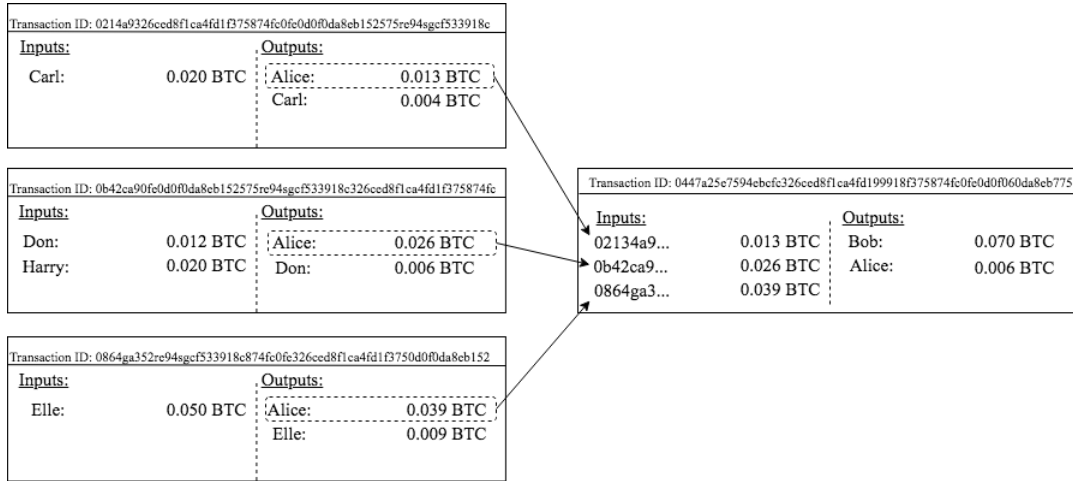 Transaction ID: 0214a9326ced8f1ca4fd1f375874fc0fe0d0f0da8eb152575re94sgcf533918c
Inputs: Outputs:
Carl: 0.020 BTC Alice: 0.013 BTC
Carl: 0.004 BTC
Transaction ID: 0b42ca90fe0d0f0da8eb152575re94sgcf533918c326ced8f1ca4fd1f375874fc
Inputs: Outputs:
Don: 0.012 BTC Alice: 0.026 BTC
Harry: 0.020 BTC Don: 0.006 BTC
Transaction ID: 0864ga352re94sgcf533918c874fc0fc326ced8f1ca4fd1f3750d0f0da8eb152
Inputs: Outputs:
Elle: 0.050 BTC Alice: 0.039 BTC
Elle: 0.009 BTC
Transaction ID: 0447a25e7594ebcfc326ced8f1ca4fd199918f375874fc0fe0d0f060da8eb775
Inputs: Outputs:
02134a9... 0.013 BTC Bob: 0.070 BTC
0b42ca9... 0.026 BTC Alice: 0.006 BTC
0864ga3... 0.039 BTC